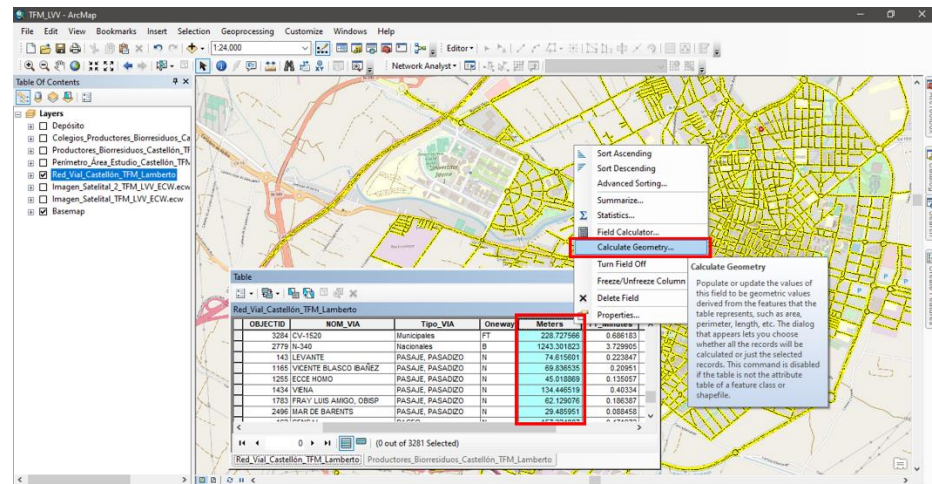 TFM_LVV - ArcMap
File Edit View Bookmarks Insert Selection Geoprocessing Customize Windows Help
1:24.000
Editor
Network Analyst
Table Of Contents
Layers
Depósito
Colegios_Productores_Biorresiduos_Ca
Productores_Biorresiduos_Castellón_TF
Perímetro_Área_Estudio_Castellón_TFM
Red_Vial_Castellón_TFM_Lamberto
Imagen_Satelital_2_TFM_LVV_ECW.ecw
Imagen_Satelital_TFM_LVV_ECW.ecw
Basemap
Sort Ascending
Sort Descending
Advanced Sorting...
Summarize...
Statistics...
Field Calculator...
Calculate Geometry...
Turn Field Off
Freeze/Unfreeze Column
Delete Field
Properties...
Calculate Geometry
Populate or update the values of
this field to be geometric values
derived from the features that the
table represents, such as area,
perimeter, length, etc. The dialog
that appears lets you choose
whether all the records will be
calculated or just the selected
records. This command is disabled
if the table is not the attribute
table of a feature class or
shapefile.
Table
Red_Vial_Castellón_TFM_Lamberto
OBJECTID NOM_VIA Tipo_VIA Oneway Meters
3284 CV-1520 Municipales FT 228.727566 0.686183
2779 N-340 Nacionales B 1243.301823 3.729905
143 LEVANTE PASAJE, PASADIZO N 74.615601 0.223847
1165 VICENTE BLASCO IBAÑEZ PASAJE, PASADIZO N 69.836535 0.20951
1255 ECCE HOMO PASAJE, PASADIZO N 45.018869 0.135057
1434 VIENA PASAJE, PASADIZO N 134.446519 0.40334
1783 FRAY LUIS AMIGO, OBISP PASAJE, PASADIZO N 62.129076 0.186387
2496 MAR DE BARENTS PASAJE, PASADIZO N 29.485951 0.088458
0 (0 out of 3281 Selected)
Red_Vial_Castellón_TFM_Lamberto Productores_Biorresiduos_Castellón_TFM_Lamberto